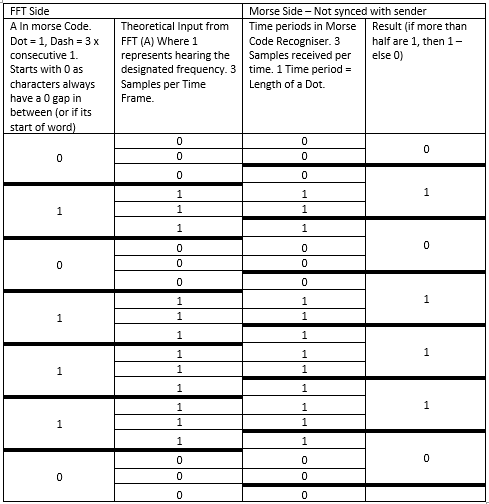 FFT Side
Morse Side – Not synced with sender
A In morse Code.
Dot = 1, Dash = 3 x
consecutive 1.
Starts with 0 as
characters always
have a 0 gap in
between (or if its
start of word)
Theoretical Input from
FFT (A) Where 1
represents hearing the
designated frequency. 3
Samples per Time
Frame.
Time periods in Morse
Code Recogniser. 3
Samples received per
time. 1 Time period =
Length of a Dot.
Result (if more than
half are 1, then 1 –
else 0)
0 0
0
0 0 0
0 0
1 1 1
1 1 1
1 1
0 0 0
0 0 0
0 0
1 1 1
1 1 1
1 1
1 1 1
1 1 1
1 1
1 1 1
1 1 1
1 1
0 0 0
0 0 0
0 0